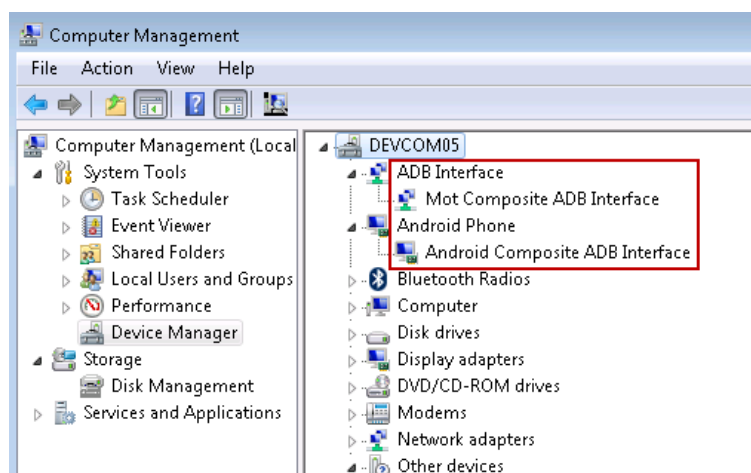 Computer Management
File Action View Help
Computer Management (Local
System Tools
Task Scheduler
Event Viewer
Shared Folders
Local Users and Groups
Performance
Device Manager
Storage
Disk Management
Services and Applications
DEVCOM05
ADB Interface
Mot Composite ADB Interface
Android Phone
Android Composite ADB Interface
Bluetooth Radios
Computer
Disk drives
Display adapters
DVD/CD-ROM drives
Modems
Network adapters
Other devices